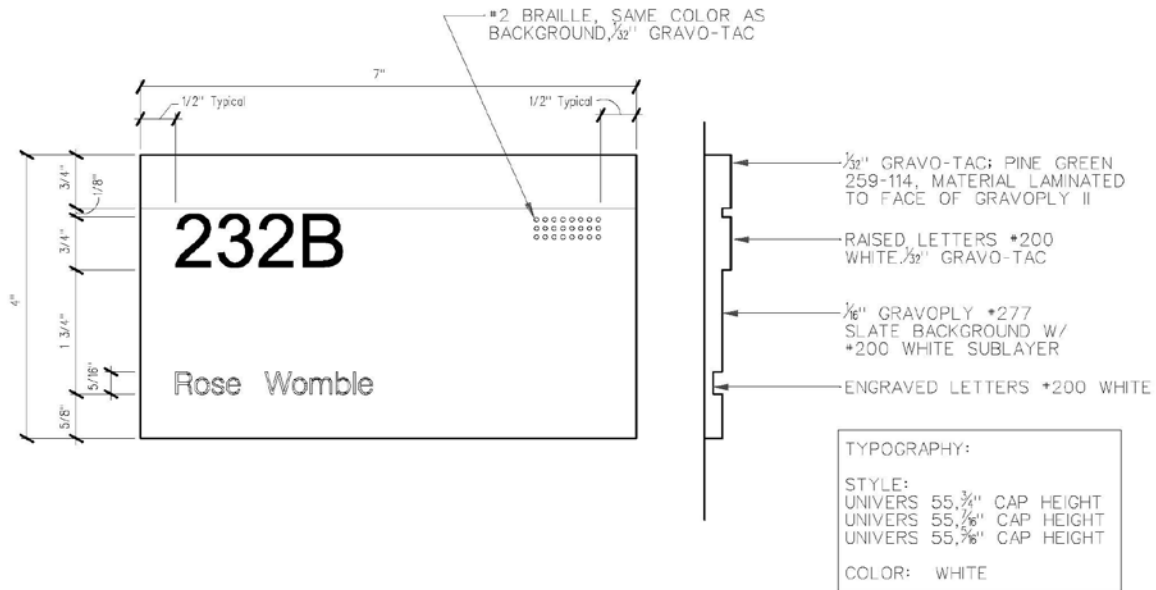 #2 BRAILLE, SAME COLOR AS
BACKGROUND,1/32" GRAVO-TAC
7"
1/2" Typical
1/2" Typical
3/4"
1/8"
3/4"
4"
1 3/4"
5/16"
5/8"
232B
Rose Womble
1/32" GRAVO-TAC; PINE GREEN
259-114, MATERIAL LAMINATED
TO FACE OF GRAVOPLY II
RAISED LETTERS #200
WHITE,1/32" GRAVO-TAC
1/16" GRAVOPLY #277
SLATE BACKGROUND W/
#200 WHITE SUBLAYER
ENGRAVED LETTERS #200 WHITE
TYPOGRAPHY:
STYLE:
UNIVERS 55,3/4" CAP HEIGHT
UNIVERS 55,7/16" CAP HEIGHT
UNIVERS 55,5/16" CAP HEIGHT
COLOR: WHITE